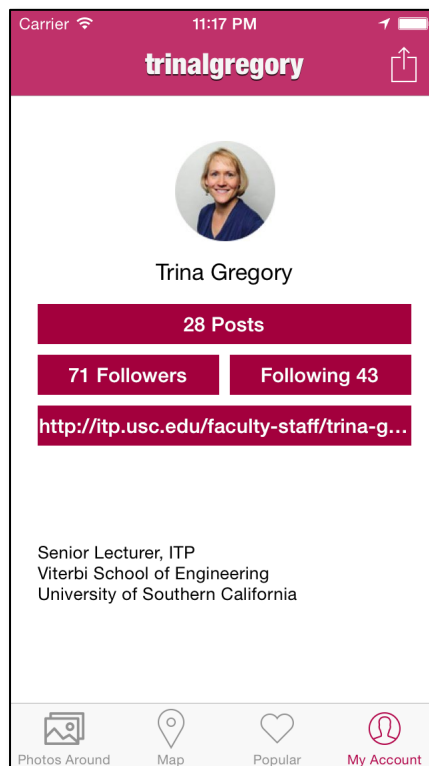 Carrier 11:17 PM
trinalgregory
Trina Gregory
28 Posts
71 Followers Following 43
http://itp.usc.edu/faculty-staff/trina-g...
Senior Lecturer, ITP
Viterbi School of Engineering
University of Southern California
Photos Around Map Popular My Account